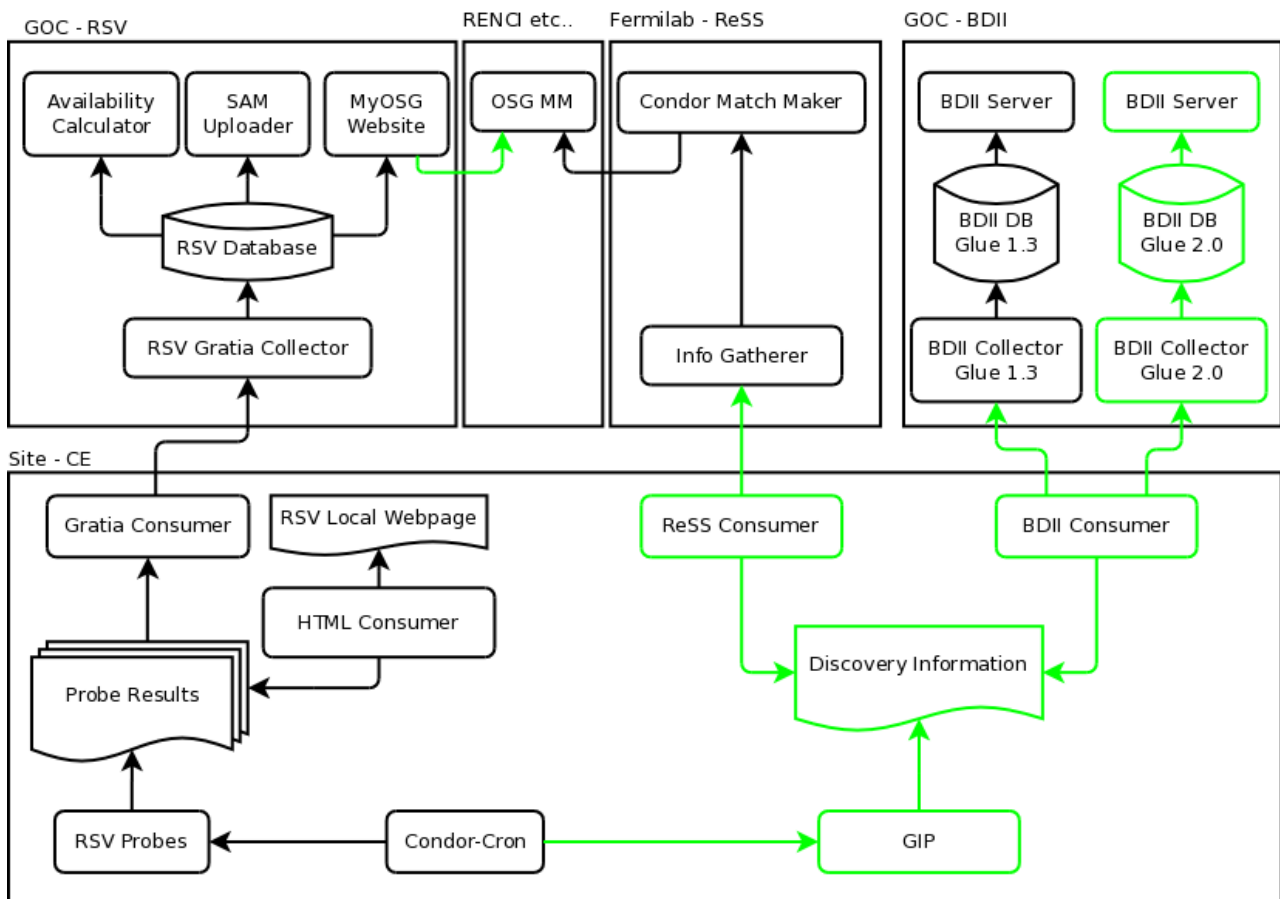 GOC - RSV
RENCI etc..
Fermilab - ReSS
GOC - BDII
Availability
Calculator
SAM
Uploader
MyOSG
Website
OSG MM
Condor Match Maker
BDII Server
BDII Server
RSV Database
BDII DB
Glue 1.3
BDII DB
Glue 2.0
RSV Gratia Collector
Info Gatherer
BDII Collector
Glue 1.3
BDII Collector
Glue 2.0
Site - CE
Gratia Consumer
RSV Local Webpage
ReSS Consumer
BDII Consumer
HTML Consumer
Probe Results
Discovery Information
RSV Probes
Condor-Cron
GIP